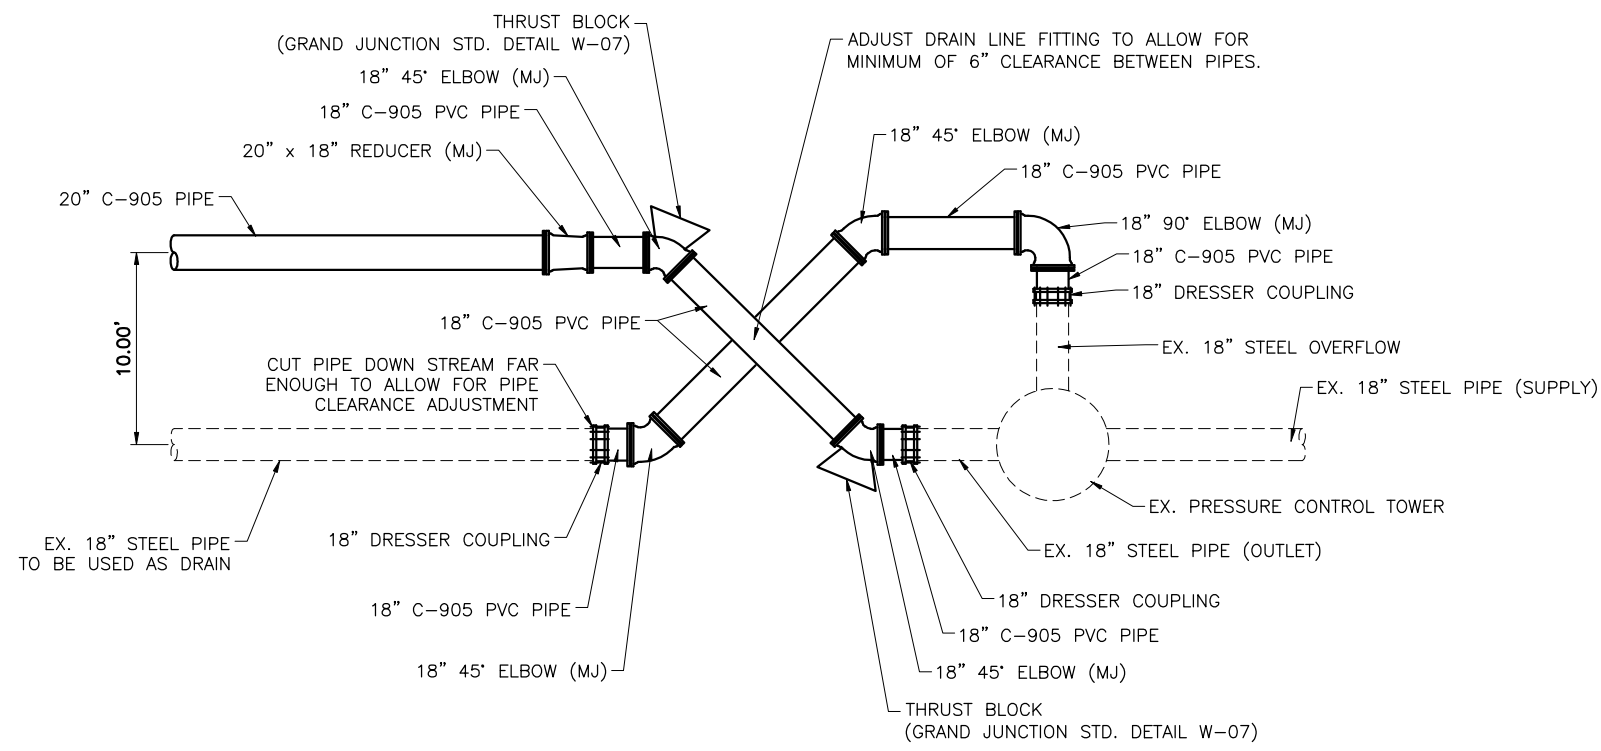 THRUST BLOCK
(GRAND JUNCTION STD. DETAIL W-07)
18" 45° ELBOW (MJ)
18" C-905 PVC PIPE
20" x 18" REDUCER (MJ)
20" C-905 PIPE
ADJUST DRAIN LINE FITTING TO ALLOW FOR
MINIMUM OF 6" CLEARANCE BETWEEN PIPES.
18" 45° ELBOW (MJ)
18" C-905 PVC PIPE
18" 90° ELBOW (MJ)
18" C-905 PVC PIPE
18" DRESSER COUPLING
10.00'
18" C-905 PVC PIPE
EX. 18" STEEL OVERFLOW
CUT PIPE DOWN STREAM FAR
ENOUGH TO ALLOW FOR PIPE
CLEARANCE ADJUSTMENT
EX. 18" STEEL PIPE (SUPPLY)
EX. PRESSURE CONTROL TOWER
EX. 18" STEEL PIPE
TO BE USED AS DRAIN
18" DRESSER COUPLING
EX. 18" STEEL PIPE (OUTLET)
18" C-905 PVC PIPE
18" DRESSER COUPLING
18" C-905 PVC PIPE
18" 45° ELBOW (MJ)
18" 45° ELBOW (MJ)
THRUST BLOCK
(GRAND JUNCTION STD. DETAIL W-07)